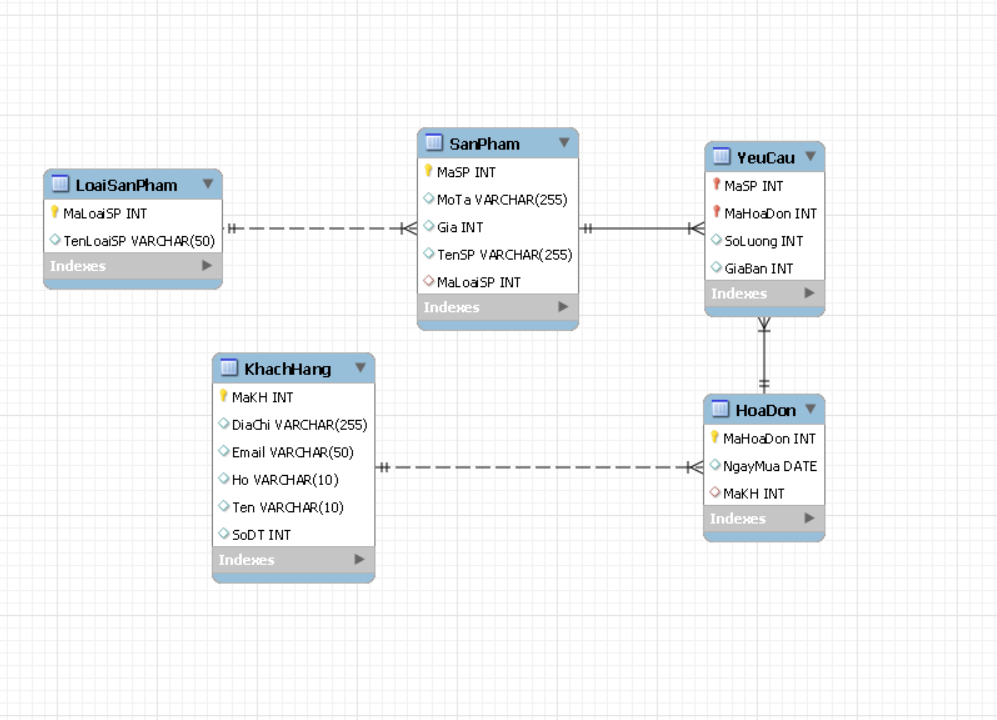 LoaiSanPham
MaLoaiSP INT
TenLoaiSP VARCHAR(50)
Indexes
SanPham
MaSP INT
MoTa VARCHAR(255)
Gia INT
TenSP VARCHAR(255)
MaLoaiSP INT
Indexes
YeuCau
MaSP INT
MaHoaDon INT
SoLuong INT
GiaBan INT
Indexes
KhachHang
MaKH INT
DiaChi VARCHAR(255)
Email VARCHAR(50)
Ho VARCHAR(10)
Ten VARCHAR(10)
SoDT INT
Indexes
HoaDon
MaHoaDon INT
NgayMua DATE
MaKH INT
Indexes